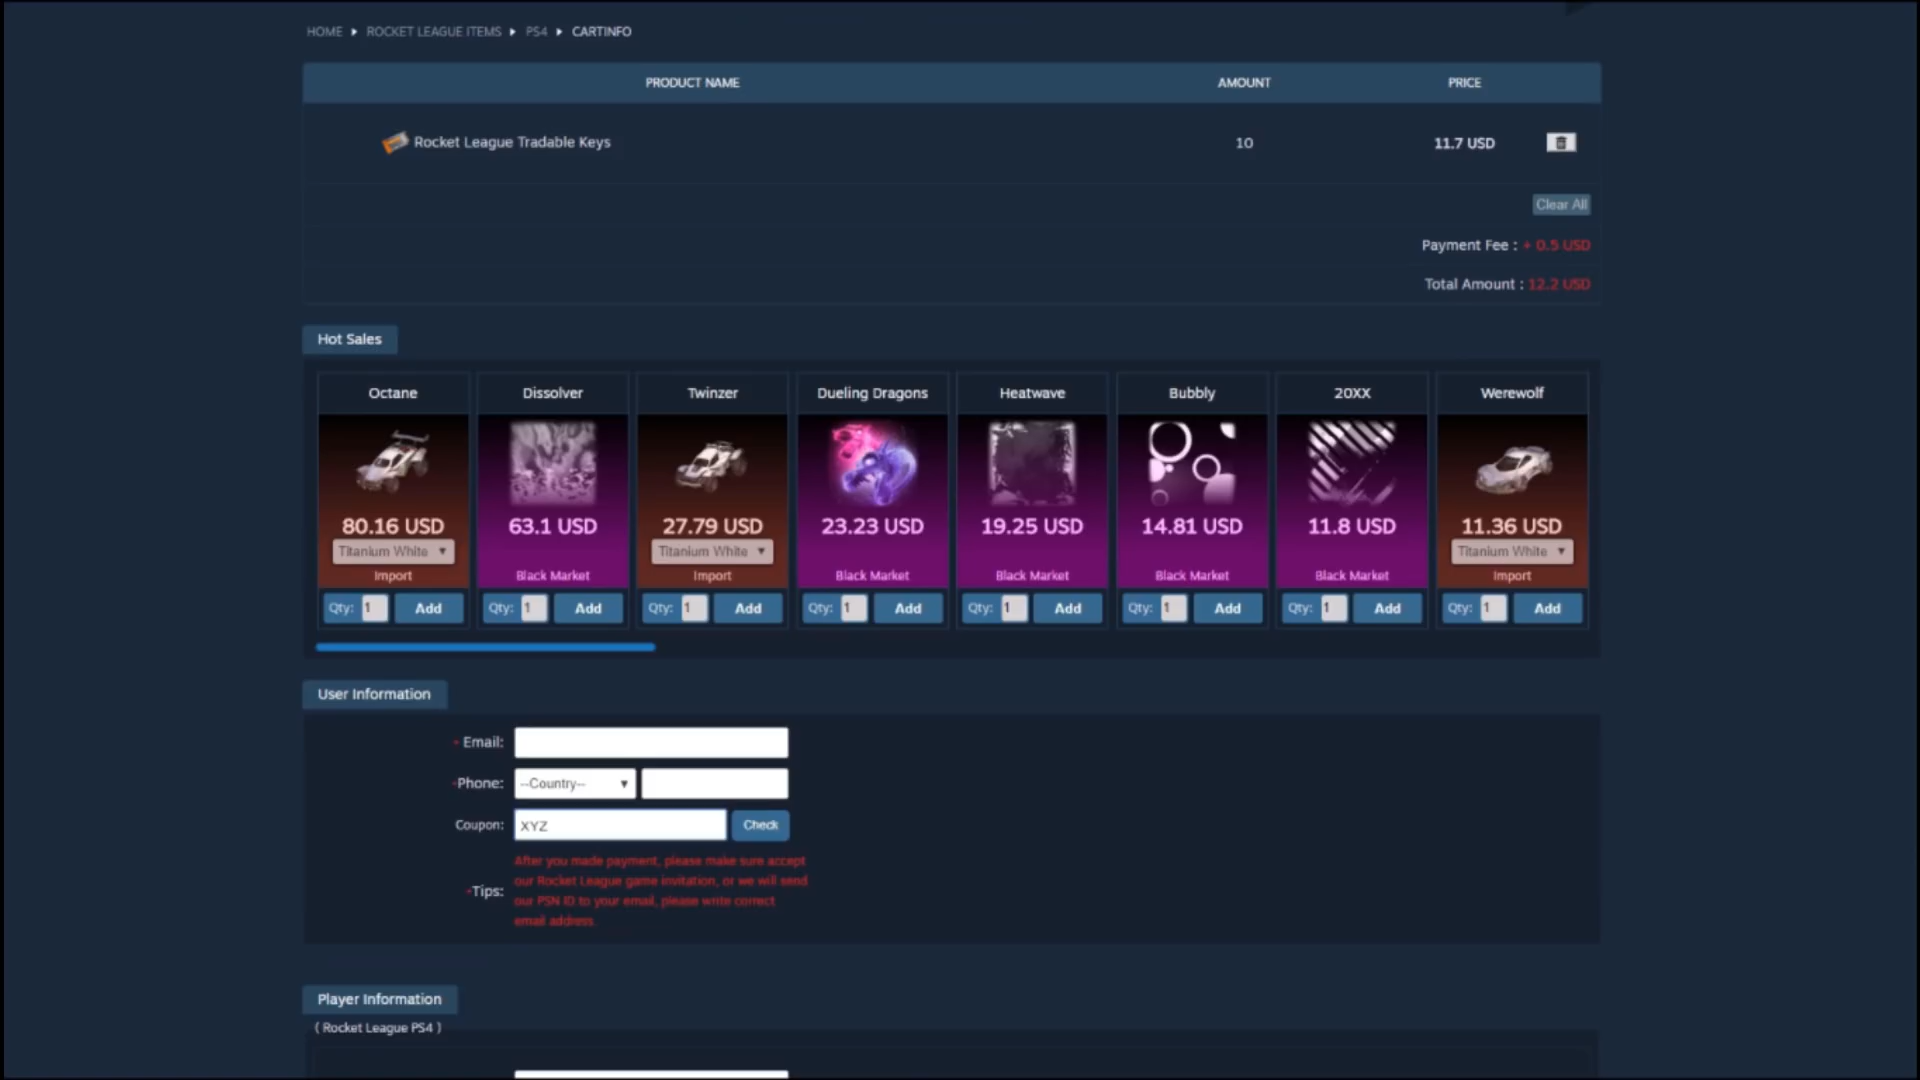 HOME ▸ ROCKET LEAGUE ITEMS ▸ PS4 ▸ CARTINFO
PRODUCT NAME AMOUNT PRICE
Rocket League Tradable Keys 10 11.7 USD
Clear All
Payment Fee : + 0.5 USD
Total Amount : 12.2 USD
Hot Sales
Octane Dissolver Twinzer Dueling Dragons Heatwave Bubbly 20XX Werewolf
80.16 USD 63.1 USD 27.79 USD 23.23 USD 19.25 USD 14.81 USD 11.8 USD 11.36 USD
Titanium White ▼ Titanium White ▼ Titanium White ▼
Import Black Market Import Black Market Black Market Black Market Black Market Import
Qty: 1 Add Qty: 1 Add Qty: 1 Add Qty: 1 Add Qty: 1 Add Qty: 1 Add Qty: 1 Add Qty: 1 Add
User Information
* Email:
*Phone: --Country-- ▼
Coupon: XYZ Check
*Tips: After you made payment, please make sure accept
our Rocket League game invitation, or we will send
our PSN ID to your email, please write correct
email address.
Player Information
( Rocket League PS4 )